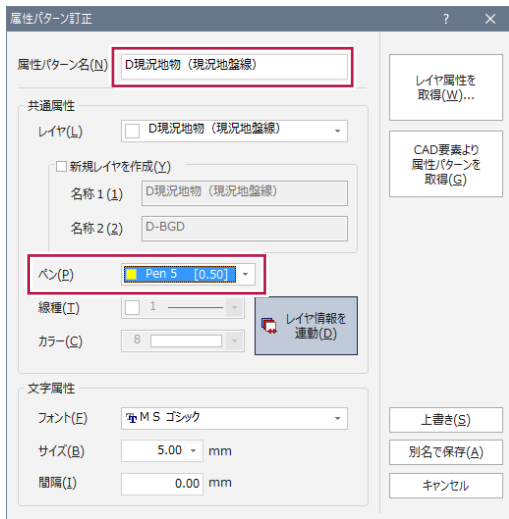 属性パターン訂正
? ×
属性パターン名(N) D現況地物（現況地盤線）
レイヤ属性を
取得(W)...
共通属性
レイヤ(L) D現況地物（現況地盤線）
CAD要素より
属性パターンを
取得(G)
新規レイヤを作成(Y)
名称1(1) D現況地物（現況地盤線）
名称2(2) D-BGD
ペン(P) Pen 5 [0.50]
線種(T) 1
レイヤ情報を
連動(D)
カラー(C) 8
文字属性
フォント(F) ＭＳ ゴシック
上書き(S)
サイズ(B) 5.00 mm
別名で保存(A)
間隔(I) 0.00 mm
キャンセル